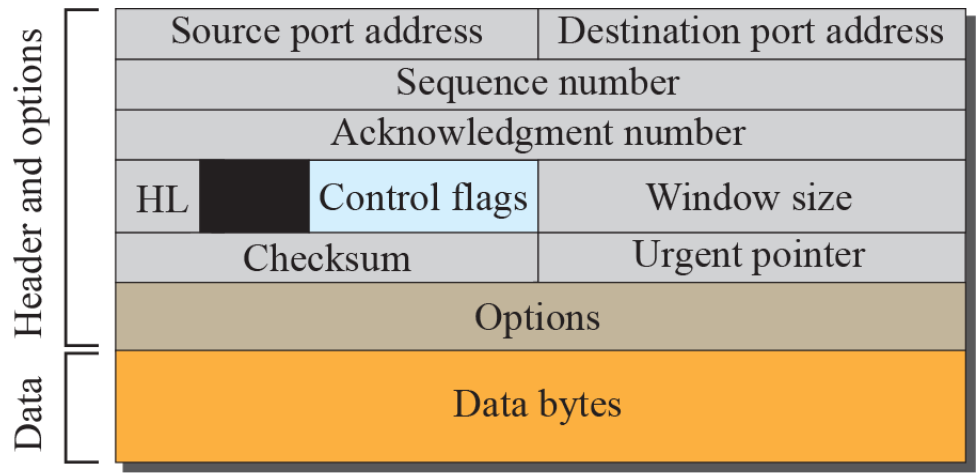 Header and options
Source port address Destination port address
Sequence number
Acknowledgment number
HL Control flags Window size
Checksum Urgent pointer
Options
Data
Data bytes